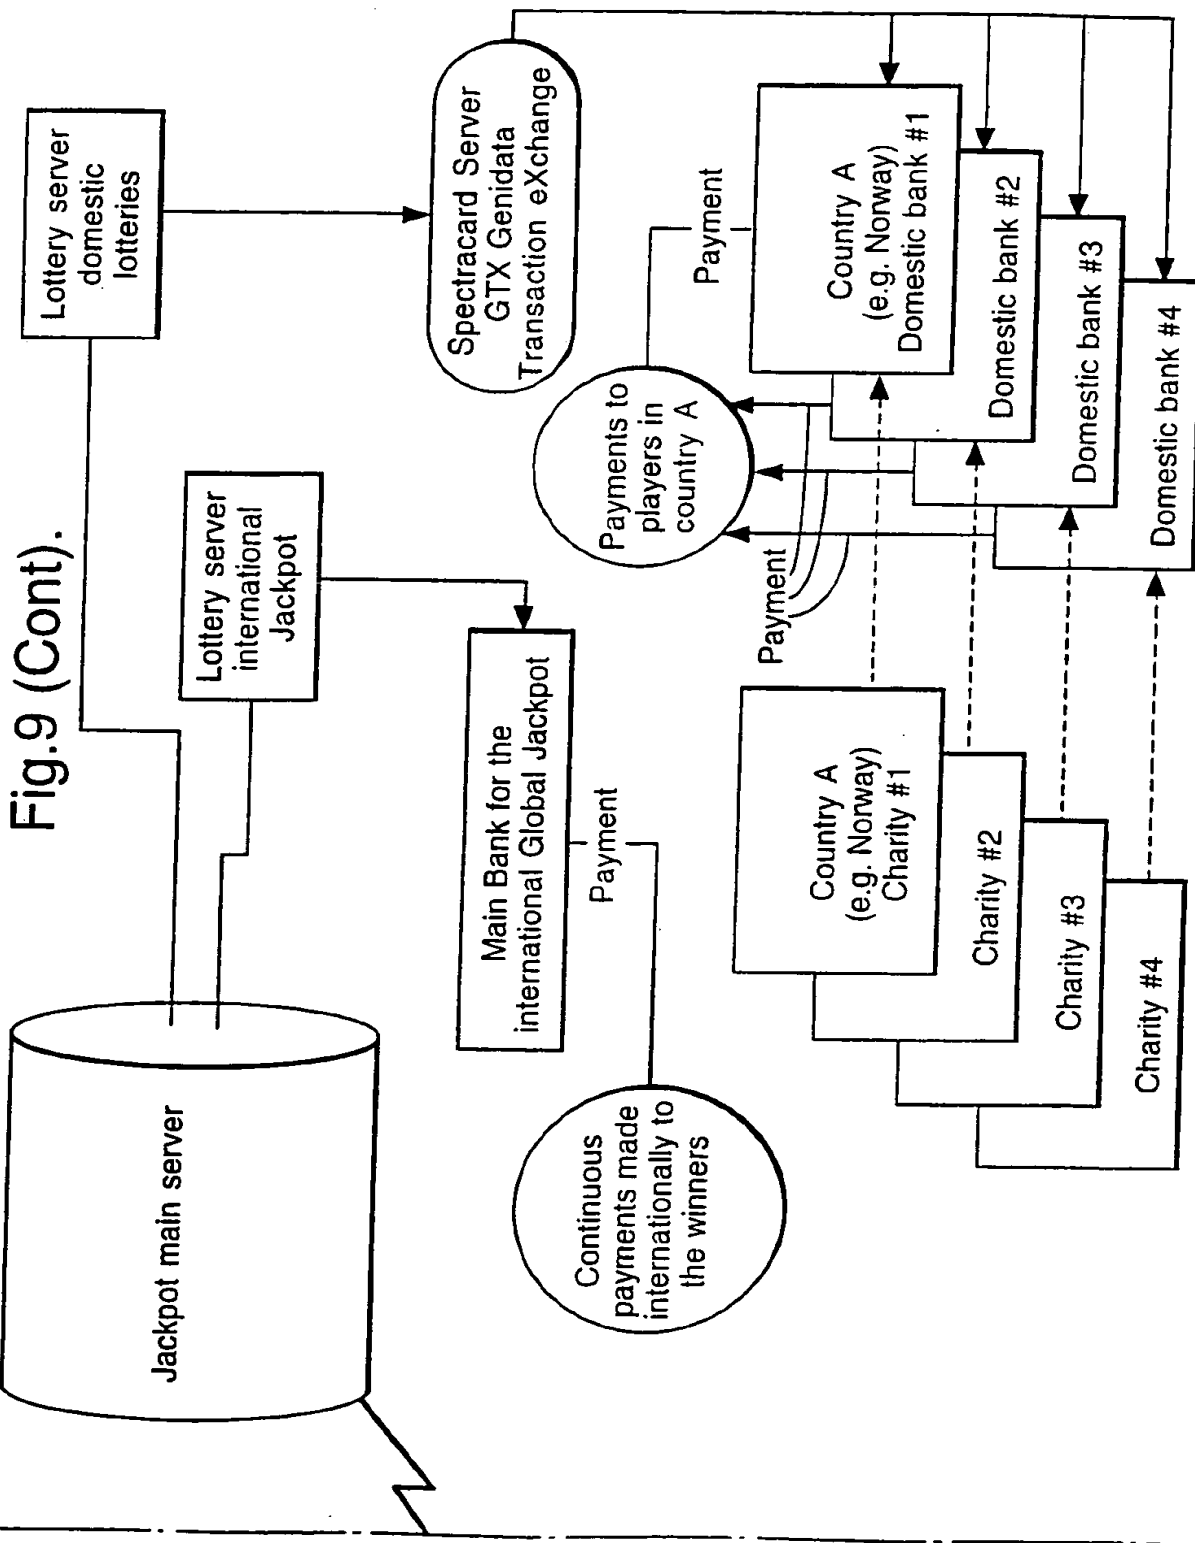 Fig.9 (Cont).
Jackpot main server
Lottery server
domestic
lotteries
Lottery server
international
Jackpot
Spectracard Server
GTX Genidata
Transaction eXchange
Main Bank for the
international Global Jackpot
Payment
Continuous
payments made
internationally to
the winners
Payments to
players in
country A
Payment
Payment
Country A
(e.g. Norway)
Domestic bank #1
Domestic bank #2
Domestic bank #3
Domestic bank #4
Country A
(e.g. Norway)
Charity #1
Charity #2
Charity #3
Charity #4